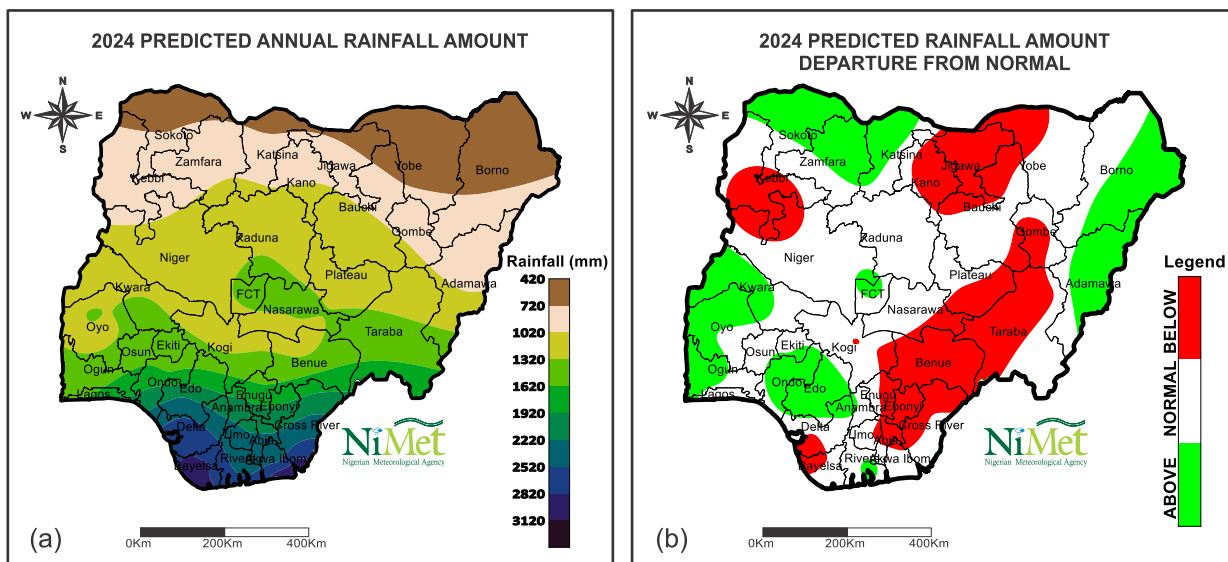 2024 PREDICTED ANNUAL RAINFALL AMOUNT
N
W E
S
Sokoto
Zamfara
Katsina
Kebbi
Kano
Jigawa
Yobe
Borno
Bauchi
Gombe
Kaduna
Niger
Plateau
Adamawa
FCT
Nasarawa
Kwara
Oyo
Taraba
Osun
Ekiti
Kogi
Benue
Ogun
Ondo
Edo
Lagos
Enugu
Anambra
Ebonyi
Cross River
Delta
Imo
Abia
Bayelsa
Rivers
Akwa Ibom
Rainfall (mm)
420
720
1020
1320
1620
1920
2220
2520
2820
3120
NiMet
Nigerian Meteorological Agency
(a)
0Km 200Km 400Km
2024 PREDICTED RAINFALL AMOUNT
DEPARTURE FROM NORMAL
N
W E
S
Sokoto
Zamfara
Katsina
Kebbi
Kano
Jigawa
Yobe
Borno
Bauchi
Gombe
Kaduna
Niger
Plateau
Adamawa
FCT
Nasarawa
Kwara
Oyo
Taraba
Osun
Ekiti
Kogi
Benue
Ogun
Ondo
Edo
Lagos
Enugu
Anambra
Ebonyi
Cross River
Delta
Imo
Abia
Bayelsa
Rivers
Akwa Ibom
Legend
BELOW
NORMAL
ABOVE
NiMet
Nigerian Meteorological Agency
(b)
0Km 200Km 400Km